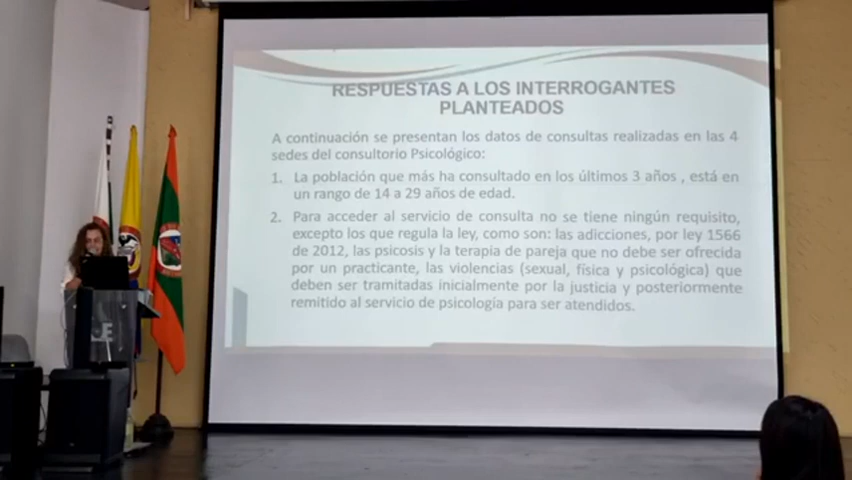 RESPUESTAS A LOS INTERROGANTES
PLANTEADOS
A continuación se presentan los datos de consultas realizadas en las 4
sedes del consultorio Psicológico:
1. La población que más ha consultado en los últimos 3 años , está en
un rango de 14 a 29 años de edad.
2. Para acceder al servicio de consulta no se tiene ningún requisito,
excepto los que regula la ley, como son: las adicciones, por ley 1566
de 2012, las psicosis y la terapia de pareja que no debe ser ofrecida
por un practicante, las violencias (sexual, física y psicológica) que
deben ser tramitadas inicialmente por la justicia y posteriormente
remitido al servicio de psicología para ser atendidos.